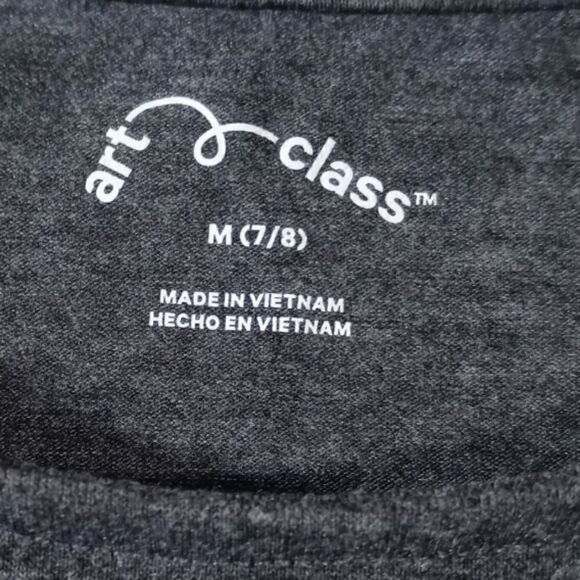 art class™
M (7/8)
MADE IN VIETNAM
HECHO EN VIETNAM